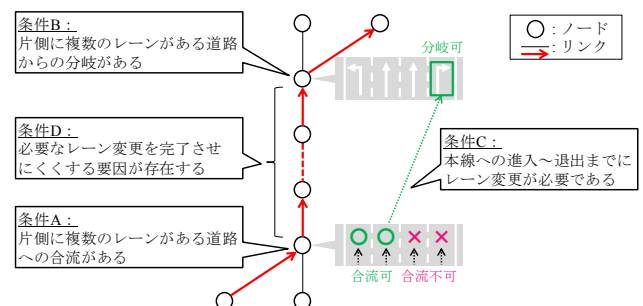 条件B：
片側に複数のレーンがある道路
からの分岐がある
○：ノード
：リンク
分岐可
条件D：
必要なレーン変更を完了させ
にくくする要因が存在する
条件C：
本線への進入～退出までに
レーン変更が必要である
条件A：
片側に複数のレーンがある道路
への合流がある
合流可 合流不可